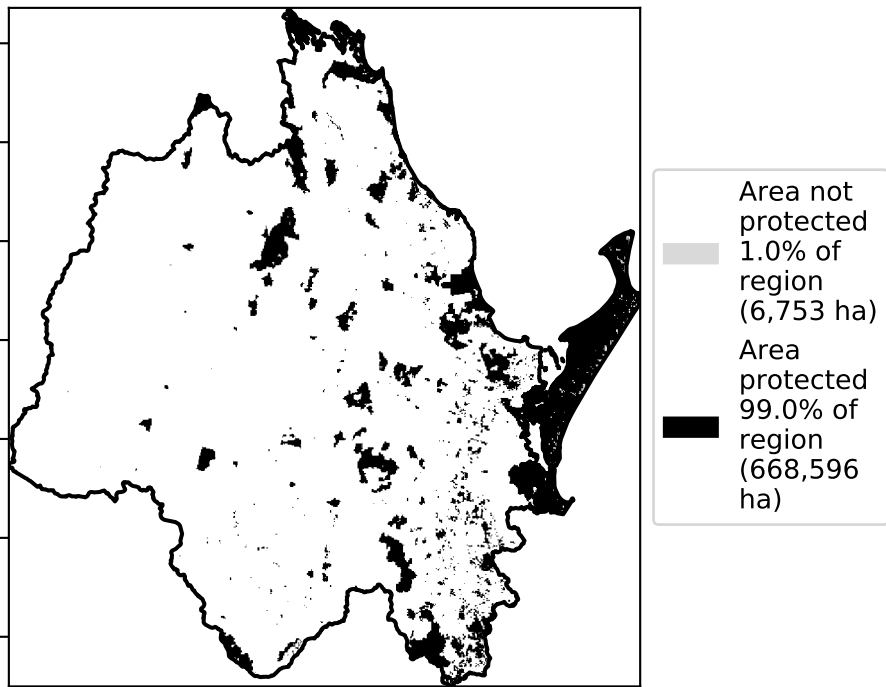 Area not
protected
1.0% of
region
(6,753 ha)
Area
protected
99.0% of
region
(668,596
ha)